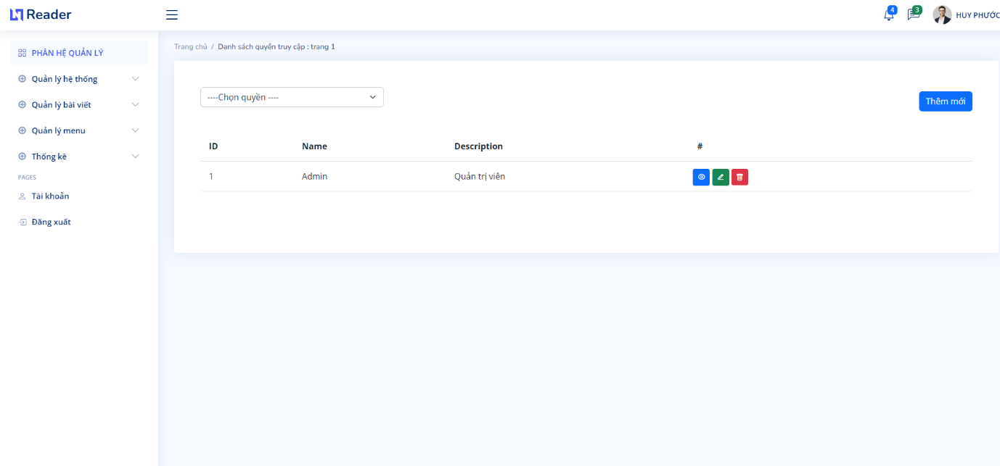 Reader
4
3
HUY PHƯỚC
PHÂN HỆ QUẢN LÝ
Quản lý hệ thống
Quản lý bài viết
Quản lý menu
Thống kê
PAGES
Tài khoản
Đăng xuất
Trang chủ / Danh sách quyền truy cập : trang 1
----Chọn quyền ----
Thêm mới
ID Name Description #
1 Admin Quản trị viên